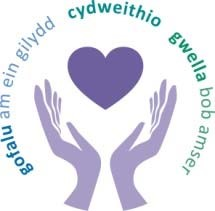 gofalu am ein gilydd
cydweithio
gwella bob amser